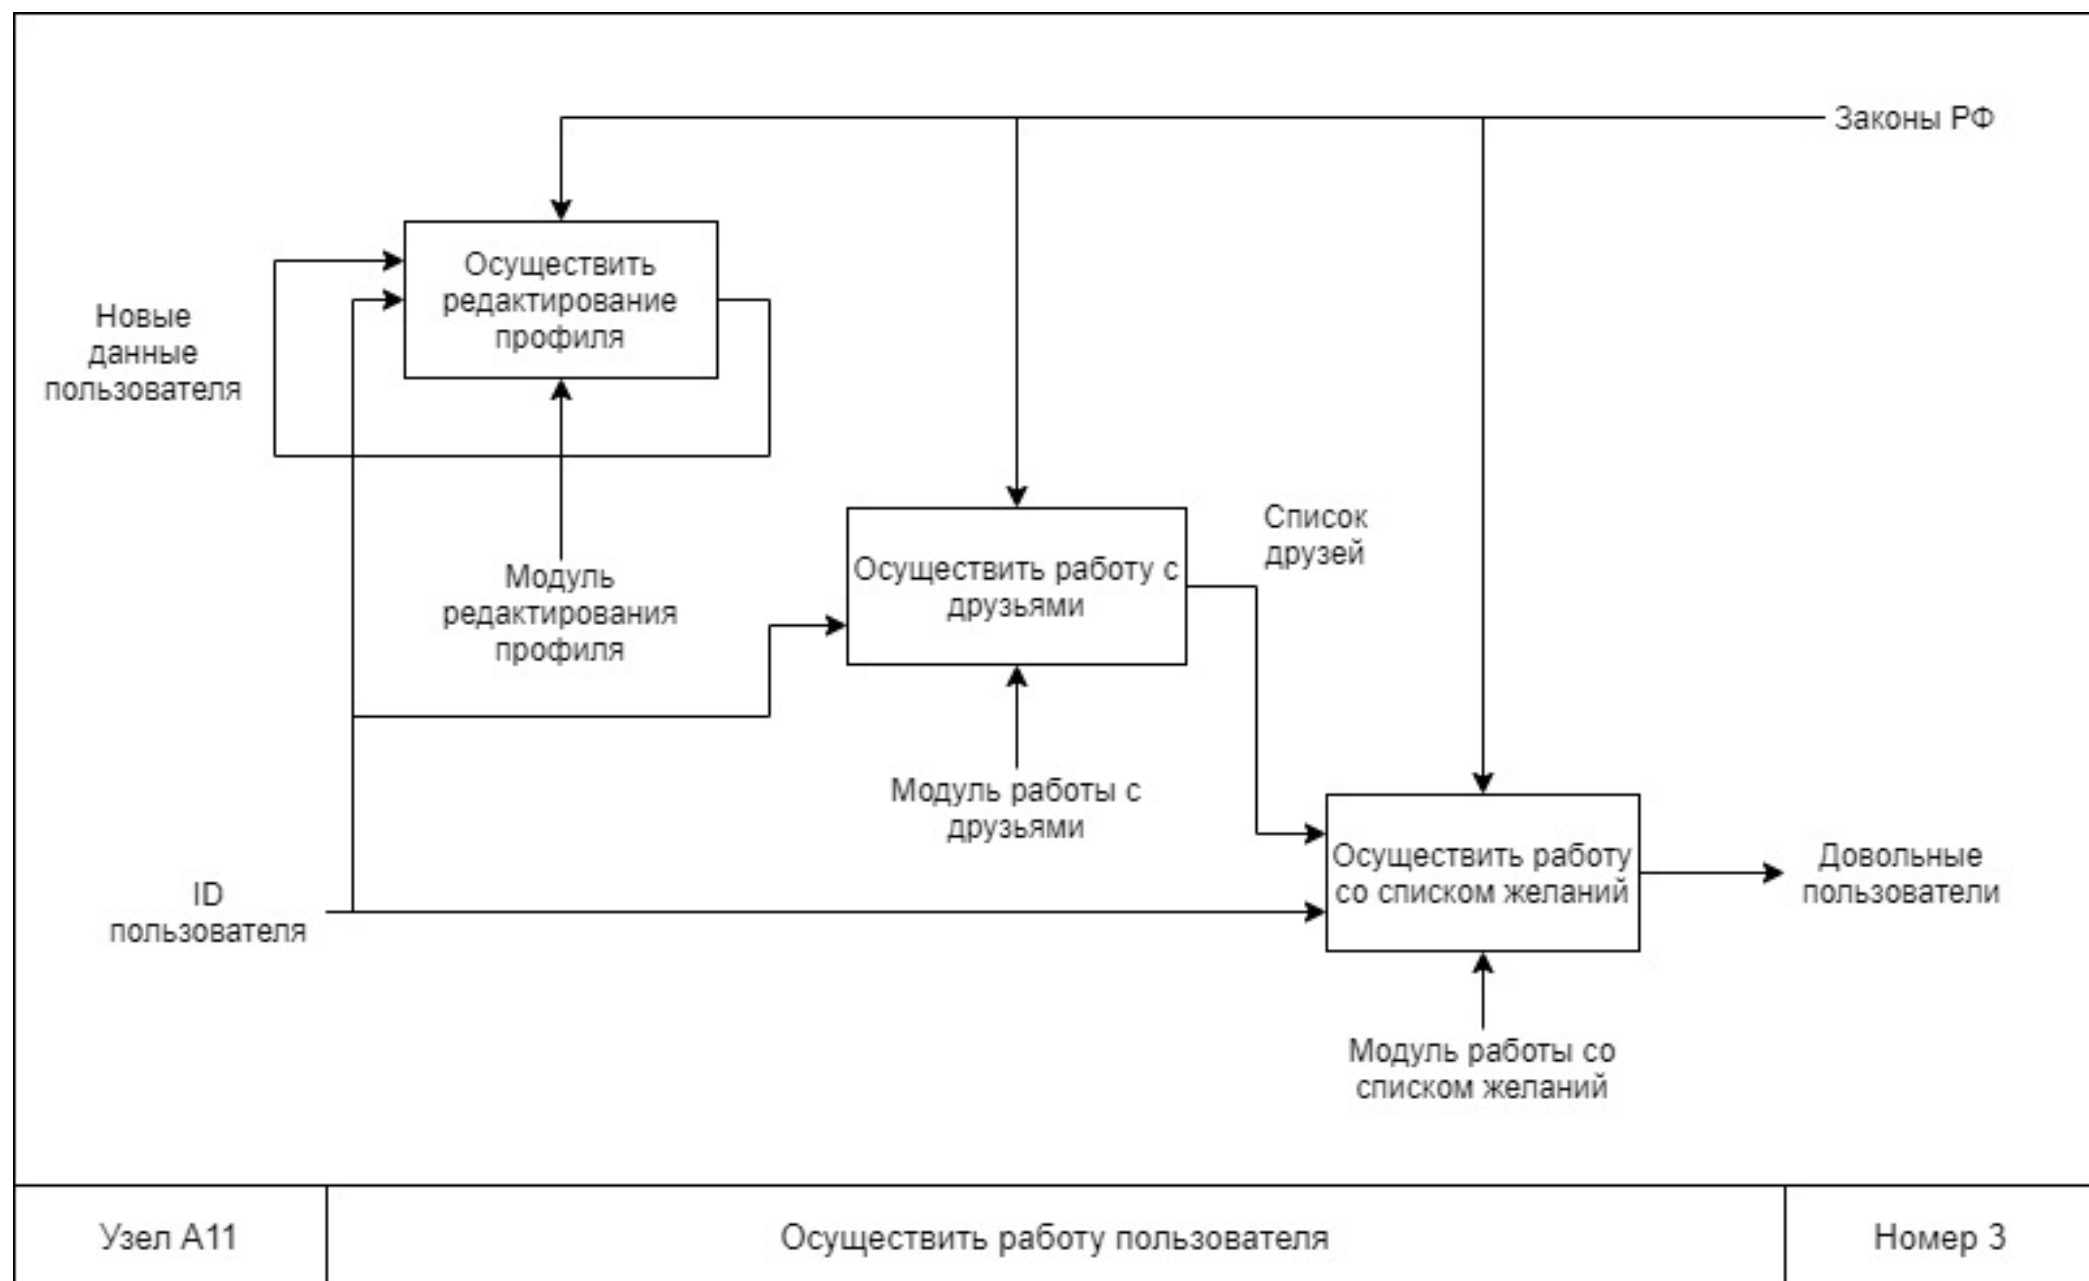 Законы РФ
Осуществить
редактирование
профиля
Новые
данные
пользователя
Модуль
редактирования
профиля
Осуществить работу с
друзьями
Список
друзей
Модуль работы с
друзьями
Осуществить работу
со списком желаний
Довольные
пользователи
ID
пользователя
Модуль работы со
списком желаний
Узел А11
Осуществить работу пользователя
Номер 3